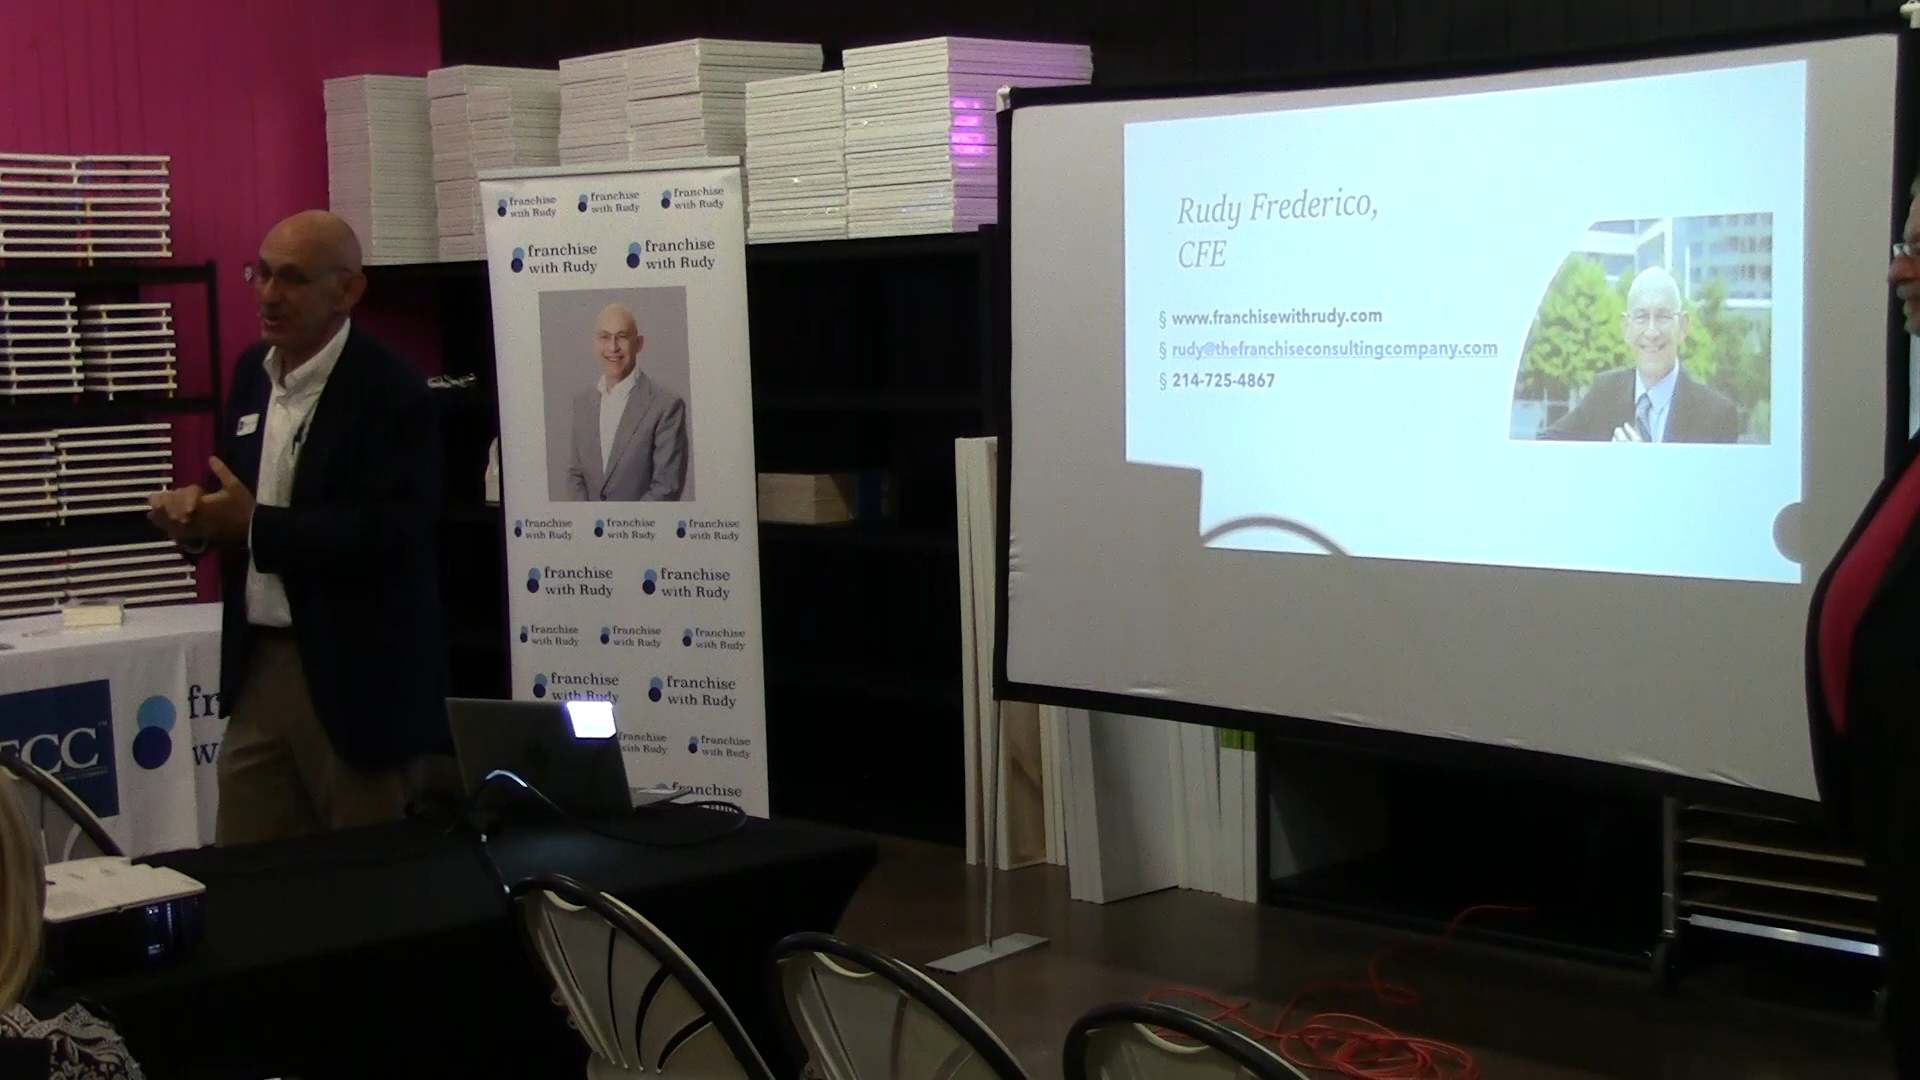 franchise
with Rudy
franchise
with Rudy
franchise
with Rudy
franchise
with Rudy
franchise
with Rudy
franchise
with Rudy
franchise
with Rudy
franchise
with Rudy
franchise
with Rudy
franchise
with Rudy
franchise
with Rudy
franchise
with Rudy
franchise
with Rudy
franchise
with Rudy
franchise
with Rudy
franchise
with Rudy
franchise
with Rudy
franchise
Rudy Frederico,
CFE
§ www.franchisewithrudy.com
§ rudy@thefranchiseconsultingcompany.com
§ 214-725-4867
FCC
fr
w